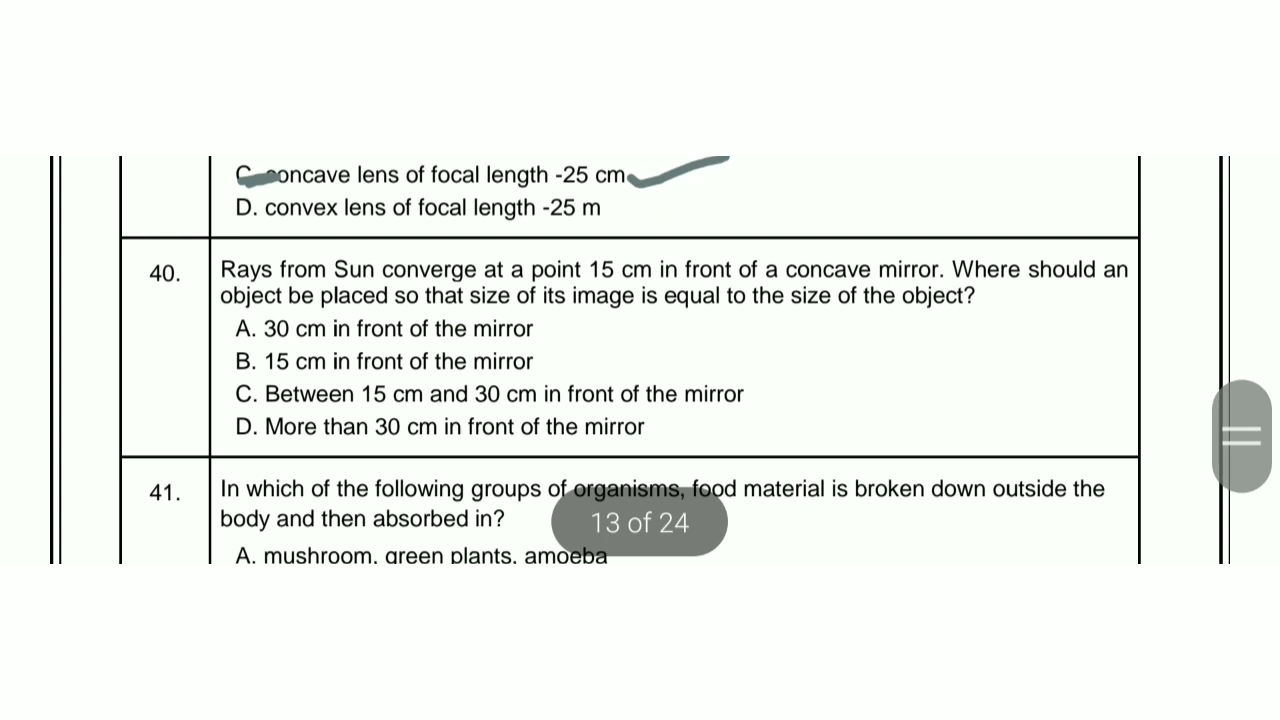 C. concave lens of focal length -25 cm
D. convex lens of focal length -25 m
40.
Rays from Sun converge at a point 15 cm in front of a concave mirror. Where should an
object be placed so that size of its image is equal to the size of the object?
A. 30 cm in front of the mirror
B. 15 cm in front of the mirror
C. Between 15 cm and 30 cm in front of the mirror
D. More than 30 cm in front of the mirror
41.
In which of the following groups of organisms, food material is broken down outside the
body and then absorbed in?
13 of 24
A. mushroom, green plants, amoeba